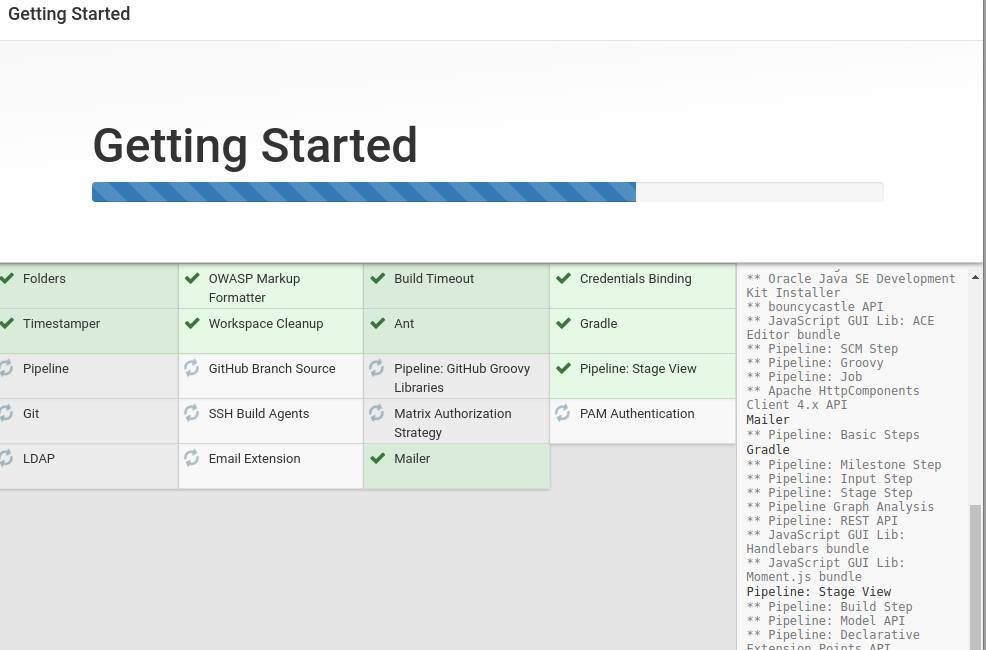 Getting Started
Getting Started
Folders
OWASP Markup
Formatter
Build Timeout
Credentials Binding
Timestamper
Workspace Cleanup
Ant
Gradle
Pipeline
GitHub Branch Source
Pipeline: GitHub Groovy
Libraries
Pipeline: Stage View
Git
SSH Build Agents
Matrix Authorization
Strategy
PAM Authentication
LDAP
Email Extension
Mailer
** Oracle Java SE Development
Kit Installer
** bouncycastle API
** JavaScript GUI Lib: ACE
Editor bundle
** Pipeline: SCM Step
** Pipeline: Groovy
** Pipeline: Job
** Apache HttpComponents
Client 4.x API
Mailer
** Pipeline: Basic Steps
Gradle
** Pipeline: Milestone Step
** Pipeline: Input Step
** Pipeline: Stage Step
** Pipeline Graph Analysis
** Pipeline: REST API
** JavaScript GUI Lib:
Handlebars bundle
** JavaScript GUI Lib:
Moment.js bundle
Pipeline: Stage View
** Pipeline: Build Step
** Pipeline: Model API
** Pipeline: Declarative
Extension Points API